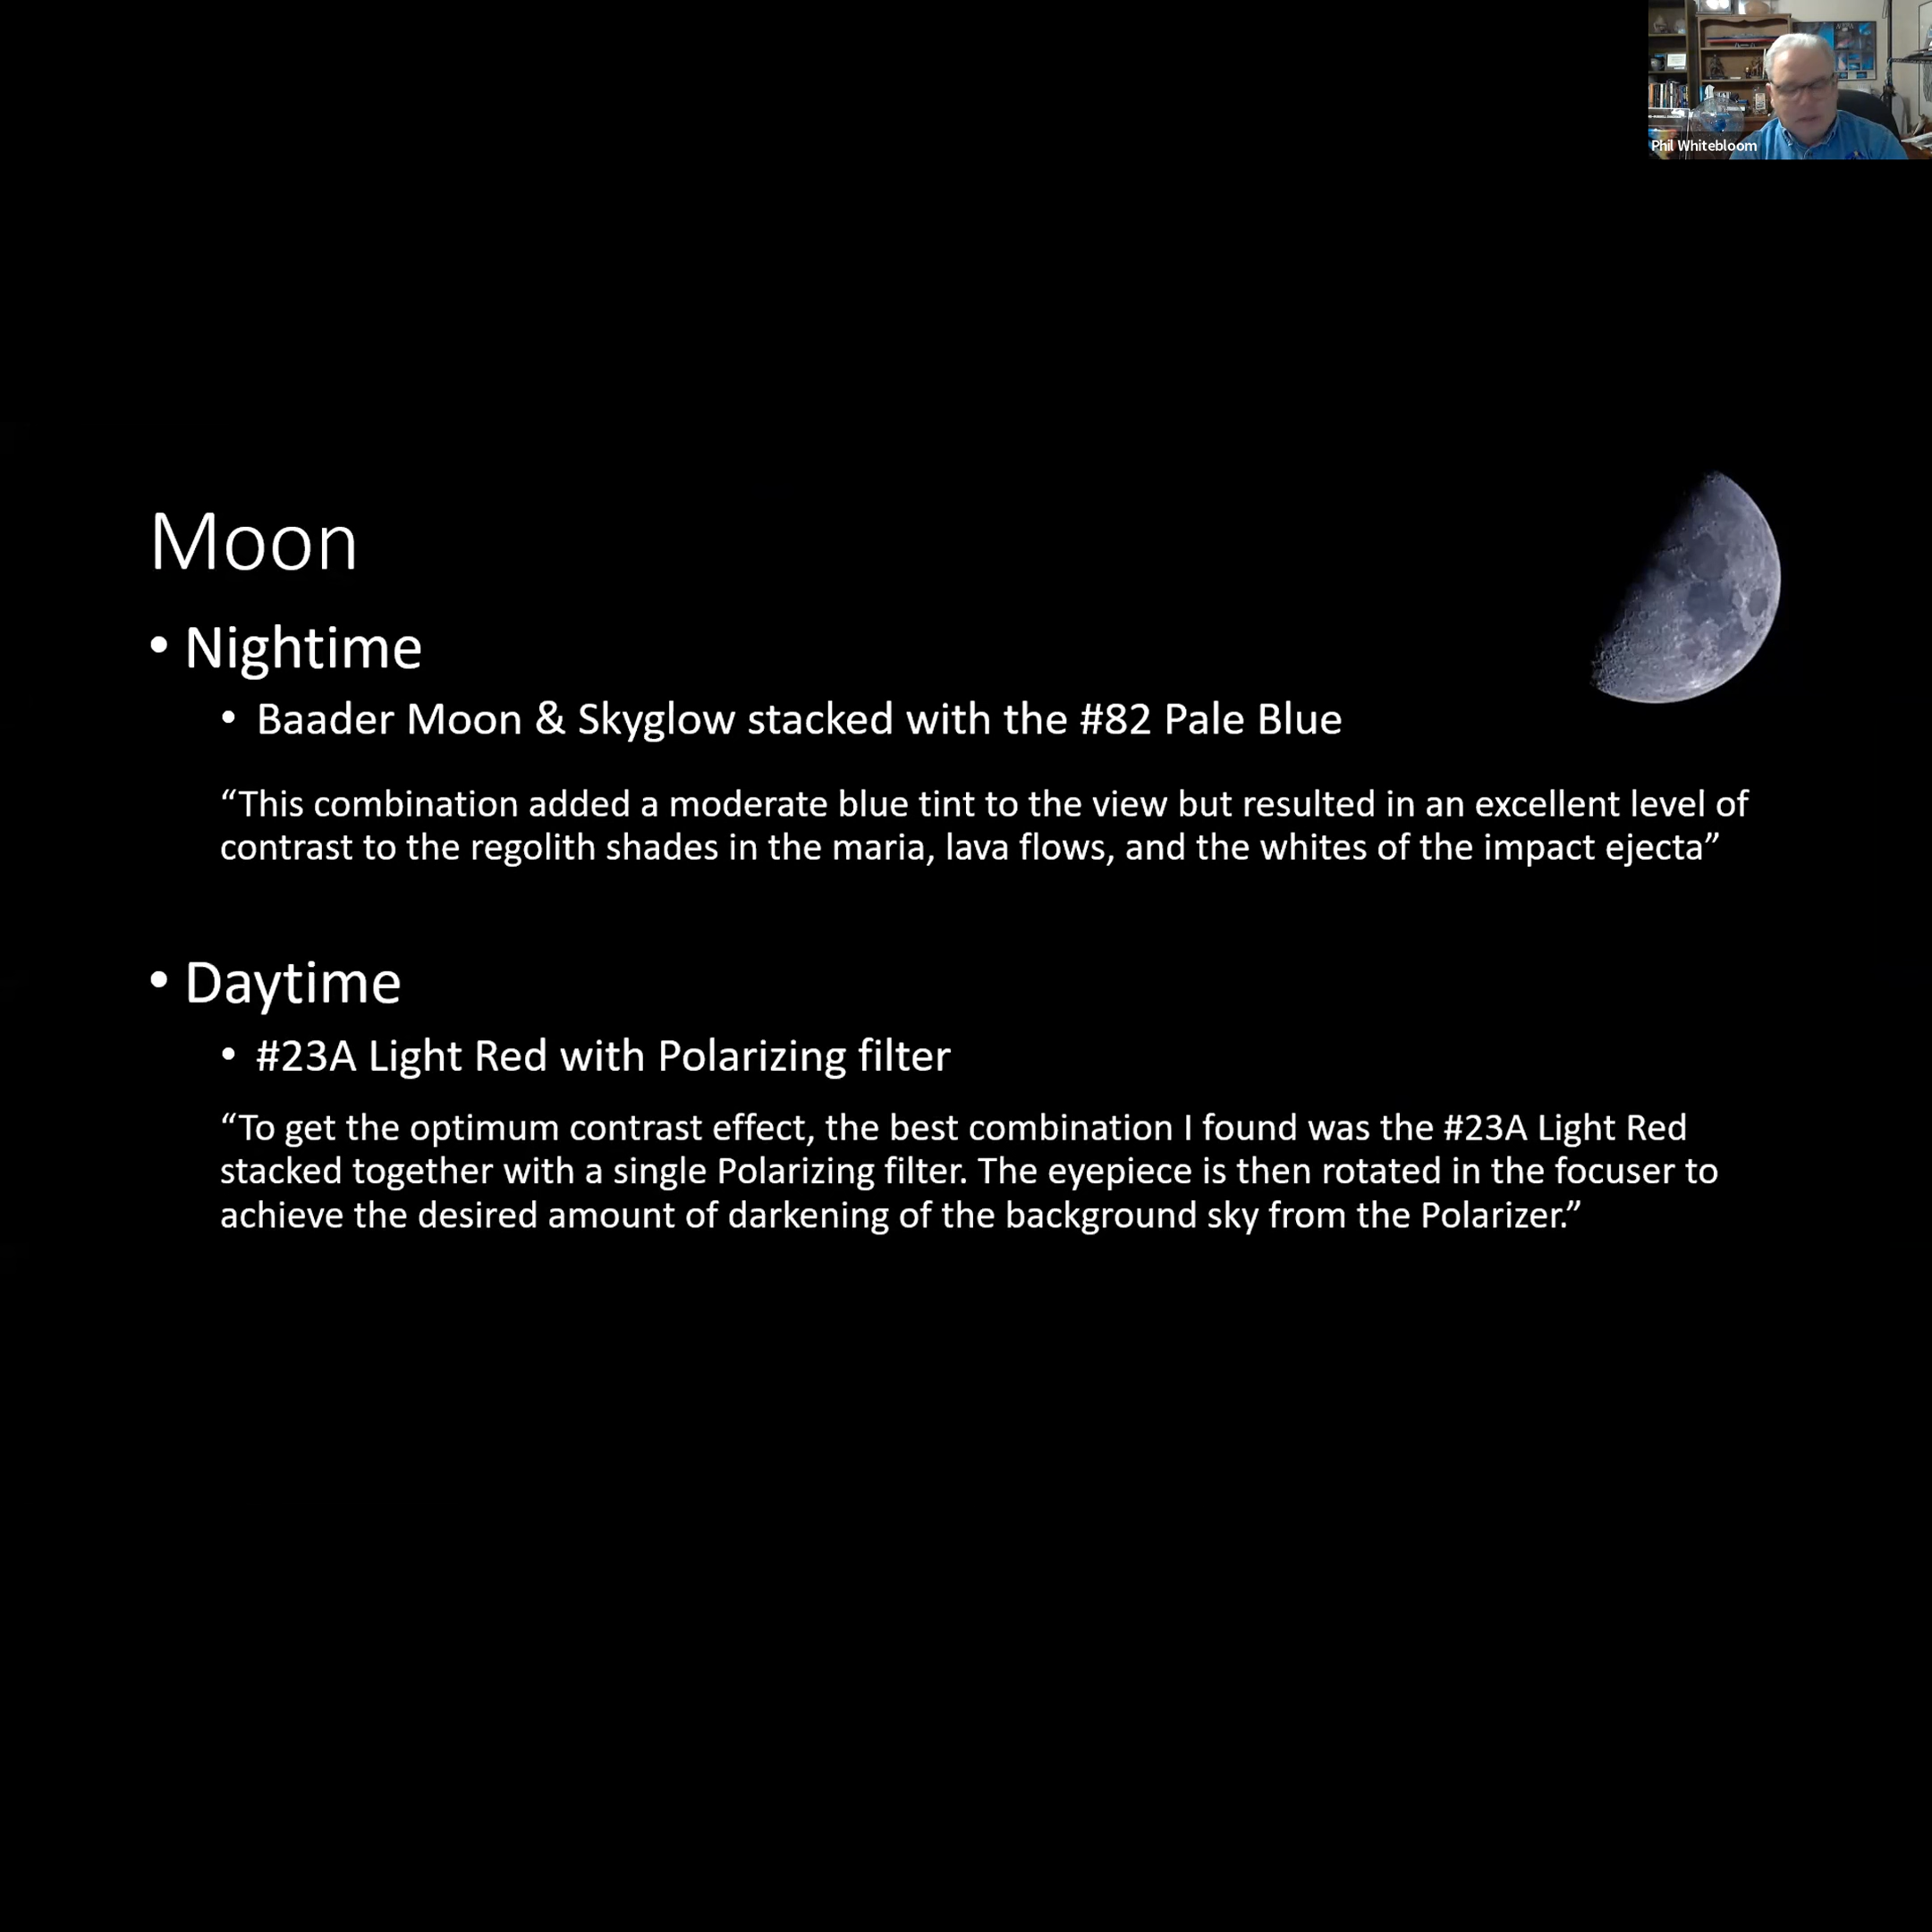 Phil Whitebloom
Moon
• Nightime
• Baader Moon & Skyglow stacked with the #82 Pale Blue
“This combination added a moderate blue tint to the view but resulted in an excellent level of
contrast to the regolith shades in the maria, lava flows, and the whites of the impact ejecta”
• Daytime
• #23A Light Red with Polarizing filter
“To get the optimum contrast effect, the best combination I found was the #23A Light Red
stacked together with a single Polarizing filter. The eyepiece is then rotated in the focuser to
achieve the desired amount of darkening of the background sky from the Polarizer.”